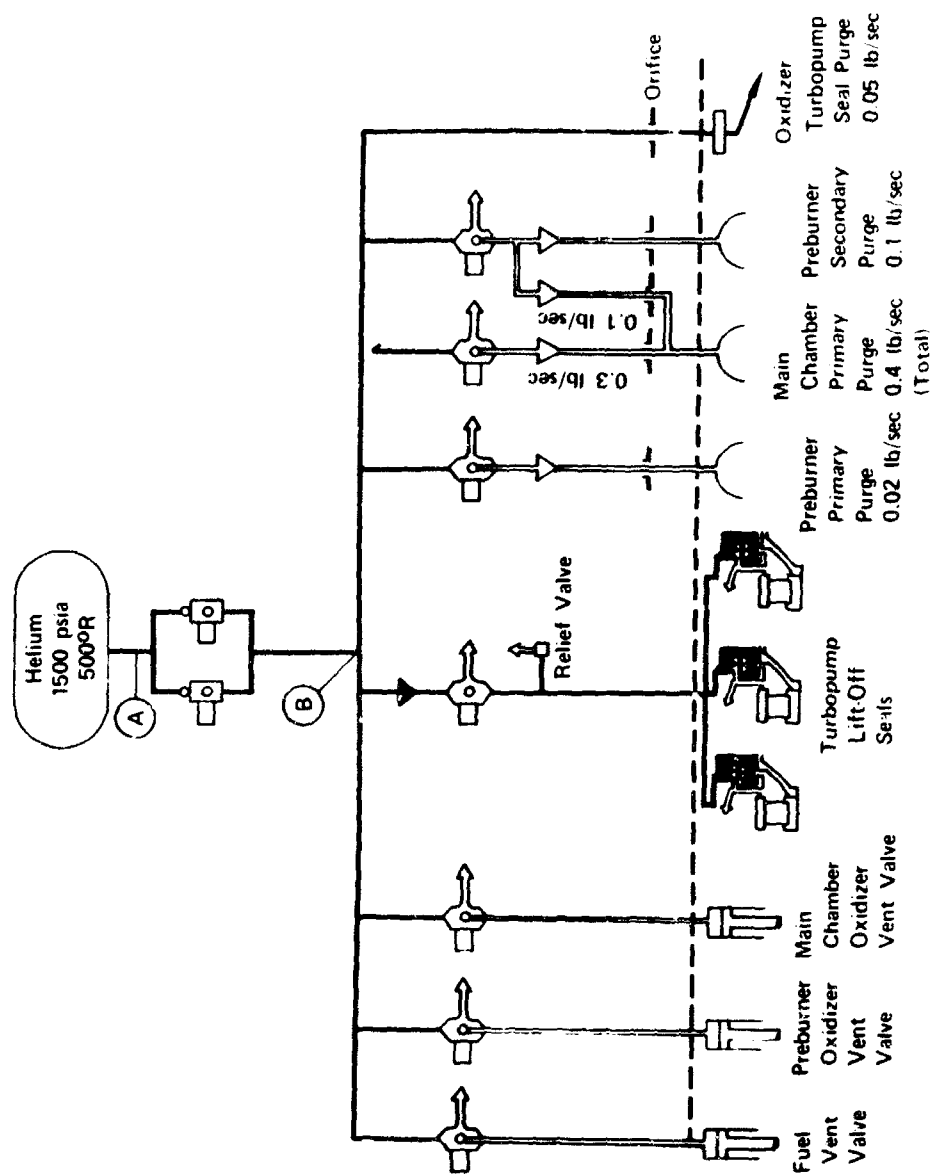 Helium
1500 psia
500ºR
A
B
Relief Valve
0.3 lb/sec
0.1 lb/sec
Orifice
Fuel
Vent
Valve
Preburner
Oxidizer
Vent
Valve
Main
Chamber
Oxidizer
Vent Valve
Turbopump
Lift-Off
Seals
Preburner
Primary
Purge
0.02 lb/sec
Main
Chamber
Primary
Purge
0.4 lb/sec
(Total)
Preburner
Secondary
Purge
0.1 lb/sec
Oxidizer
Turbopump
Seal Purge
0.05 lb/sec